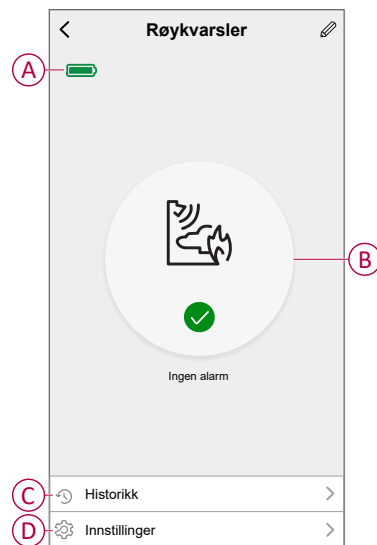 Røykvarsler
A
B
Ingen alarm
C Historikk
D Innstillinger